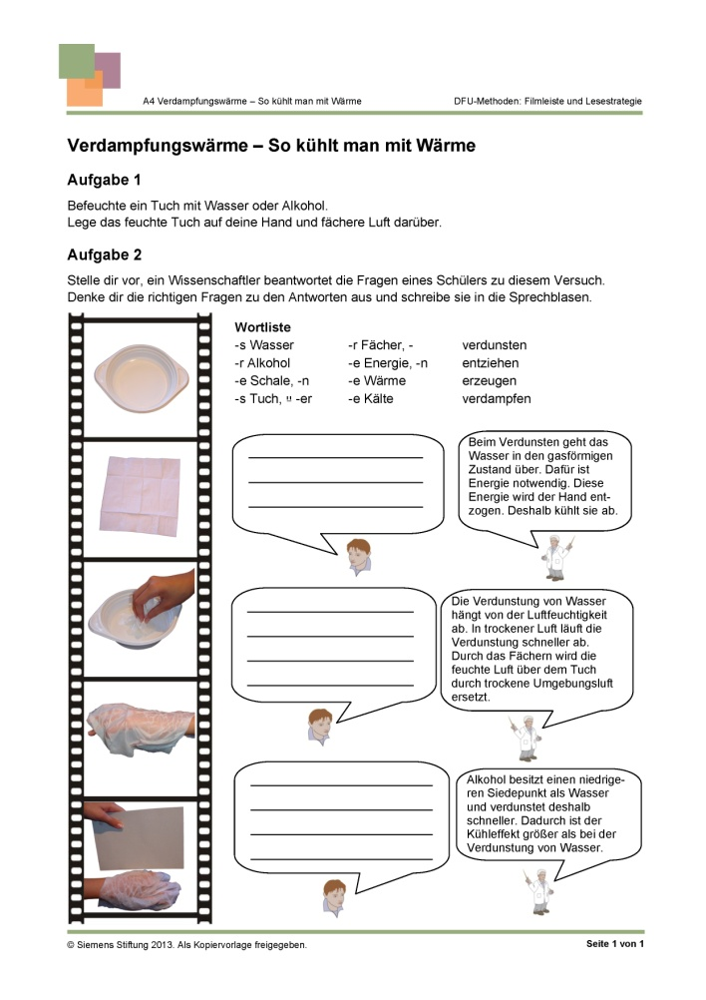 A4 Verdampfungswärme – So kühlt man mit Wärme DFU-Methoden: Filmleiste und Lesestrategie
Verdampfungswärme – So kühlt man mit Wärme
Aufgabe 1
Befeuchte ein Tuch mit Wasser oder Alkohol.
Lege das feuchte Tuch auf deine Hand und fächere Luft darüber.
Aufgabe 2
Stelle dir vor, ein Wissenschaftler beantwortet die Fragen eines Schülers zu diesem Versuch.
Denke dir die richtigen Fragen zu den Antworten aus und schreibe sie in die Sprechblasen.
Wortliste
-s Wasser -r Fächer, - verdunsten
-r Alkohol -e Energie, -n entziehen
-e Schale, -n -e Wärme erzeugen
-s Tuch, ü -er -e Kälte verdampfen
Beim Verdunsten geht das
Wasser in den gasförmigen
Zustand über. Dafür ist
Energie notwendig. Diese
Energie wird der Hand ent-
zogen. Deshalb kühlt sie ab.
Die Verdunstung von Wasser
hängt von der Luftfeuchtigkeit
ab. In trockener Luft läuft die
Verdunstung schneller ab.
Durch das Fächern wird die
feuchte Luft über dem Tuch
durch trockene Umgebungsluft
ersetzt.
Alkohol besitzt einen niedrige-
ren Siedepunkt als Wasser
und verdunstet deshalb
schneller. Dadurch ist der
Kühleffekt größer als bei der
Verdunstung von Wasser.
© Siemens Stiftung 2013. Als Kopiervorlage freigegeben. Seite 1 von 1